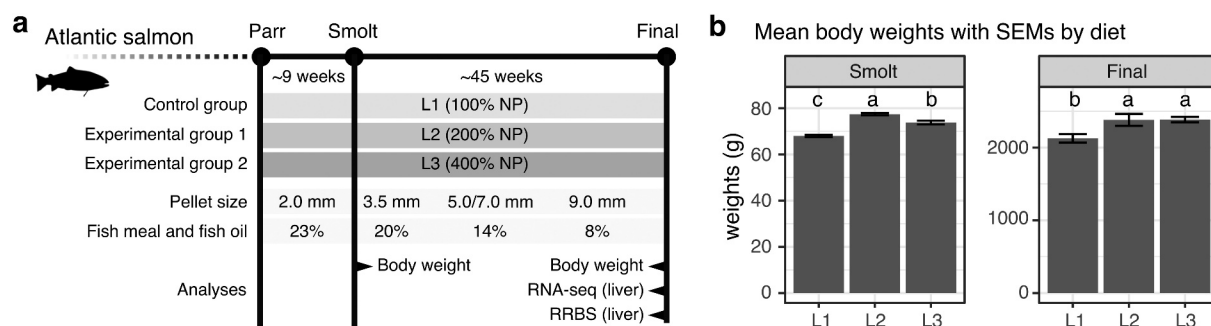 a
Atlantic salmon
Parr Smolt Final
~9 weeks ~45 weeks
Control group L1 (100% NP)
Experimental group 1 L2 (200% NP)
Experimental group 2 L3 (400% NP)
Pellet size 2.0 mm 3.5 mm 5.0/7.0 mm 9.0 mm
Fish meal and fish oil 23% 20% 14% 8%
Body weight Body weight
Analyses RNA-seq (liver)
RRBS (liver)
b Mean body weights with SEMs by diet
Smolt Final
c a b b a a
weights (g)
80
60
40
20
0
2000
1000
0
L1 L2 L3 L1 L2 L3